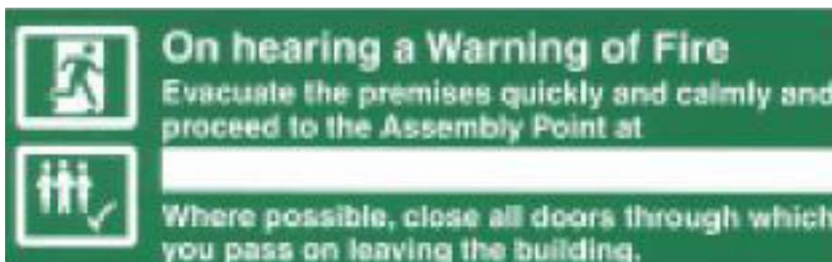 On hearing a Warning of Fire
Evacuate the premises quickly and calmly and
proceed to the Assembly Point at
Where possible, close all doors through which
you pass on leaving the building.